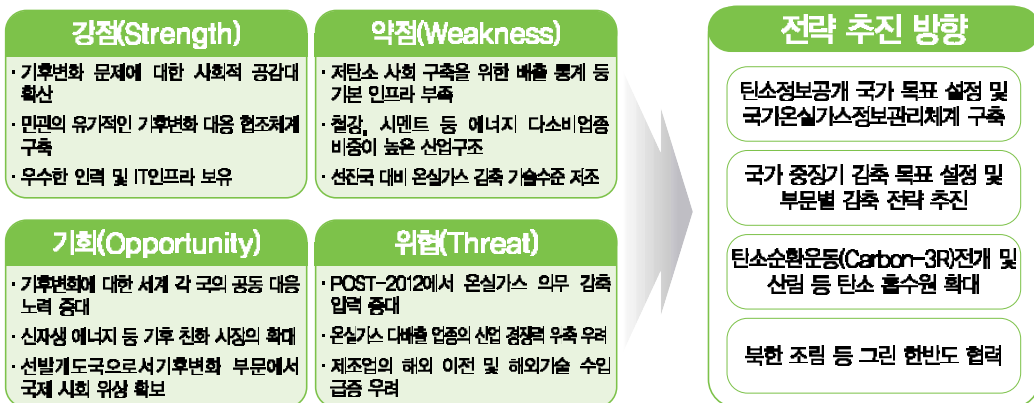 강점(Strength)
· 기후변화 문제에 대한 사회적 공감대
확산
· 민관의 유기적인 기후변화 대응 협조체계
구축
· 우수한 인력 및 IT인프라 보유
약점(Weakness)
· 저탄소 사회 구축을 위한 배출 통계 등
기본 인프라 부족
· 철강, 시멘트 등 에너지 다소비업종
비중이 높은 산업구조
· 선진국 대비 온실가스 감축 기술수준 저조
기회(Opportunity)
· 기후변화에 대한 세계 각 국의 공동 대응
노력 증대
· 신재생 에너지 등 기후 친화 시장의 확대
· 선발개도국으로서기후변화 부문에서
국제 사회 위상 확보
위협(Threat)
· POST-2012에서 온실가스 의무 감축
압력 증대
· 온실가스 다배출 업종의 산업 경쟁력 위축 우려
· 제조업의 해외 이전 및 해외기술 수입
급증 우려
전략 추진 방향
탄소정보공개 국가 목표 설정 및
국가온실가스정보관리체계 구축
국가 중장기 감축 목표 설정 및
부문별 감축 전략 추진
탄소순환운동(Carbon-3R)전개 및
산림 등 탄소 흡수원 확대
북한 조림 등 그린 한반도 협력